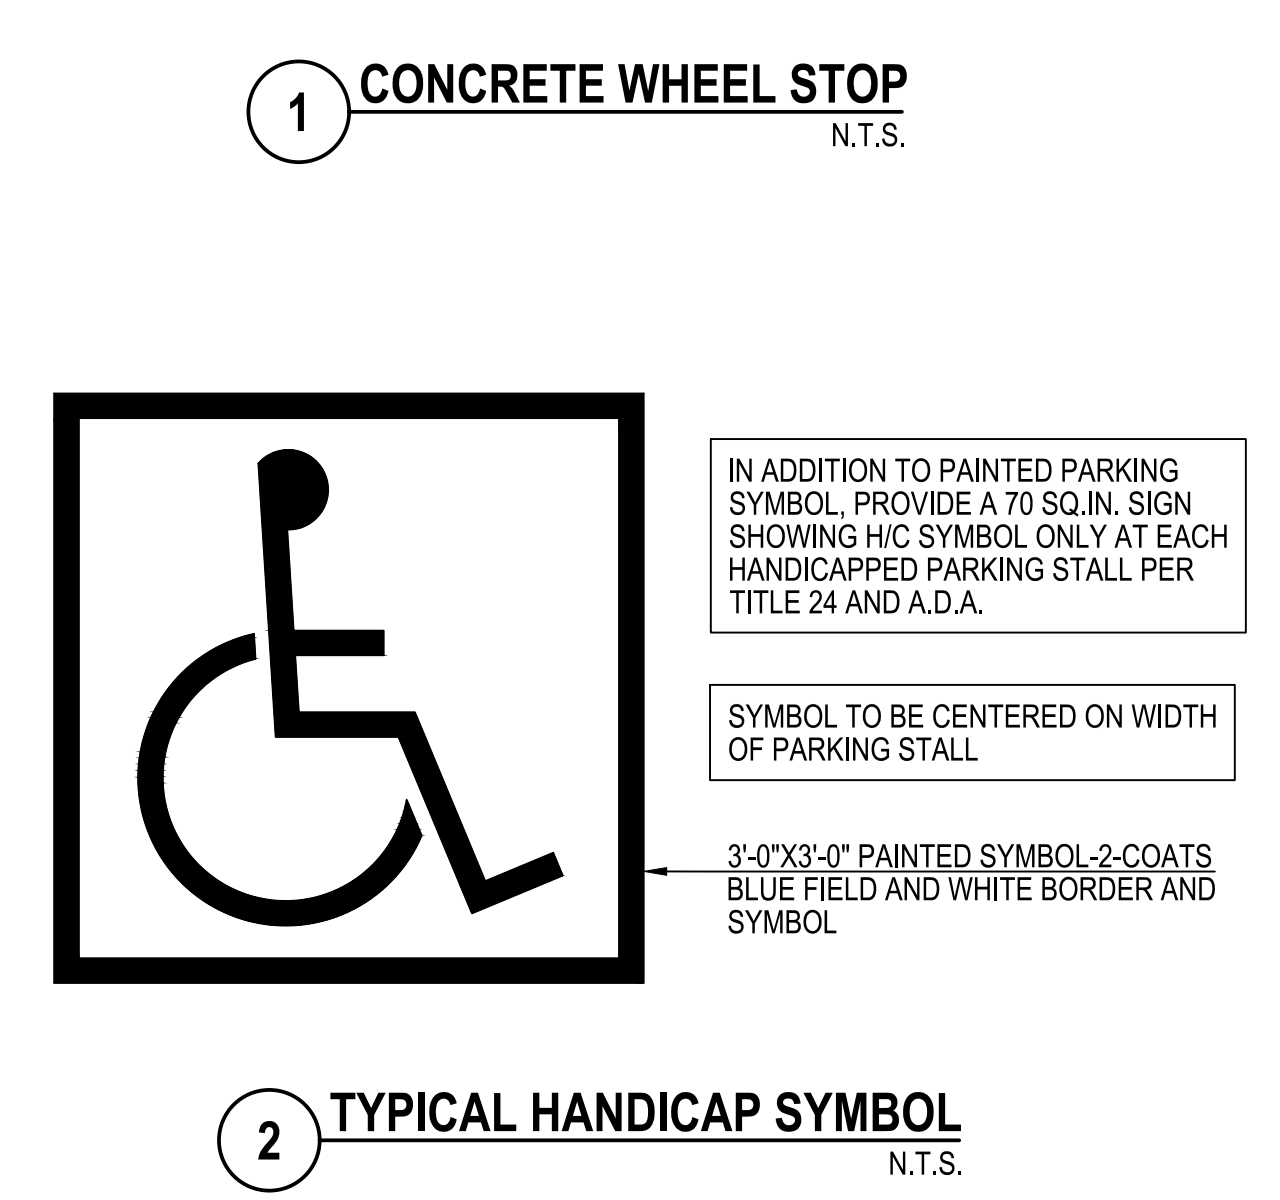 1
CONCRETE WHEEL STOP
N.T.S.
IN ADDITION TO PAINTED PARKING
SYMBOL, PROVIDE A 70 SQ.IN. SIGN
SHOWING H/C SYMBOL ONLY AT EACH
HANDICAPPED PARKING STALL PER
TITLE 24 AND A.D.A.
SYMBOL TO BE CENTERED ON WIDTH
OF PARKING STALL
3'-0"X3'-0" PAINTED SYMBOL-2-COATS
BLUE FIELD AND WHITE BORDER AND
SYMBOL
2
TYPICAL HANDICAP SYMBOL
N.T.S.